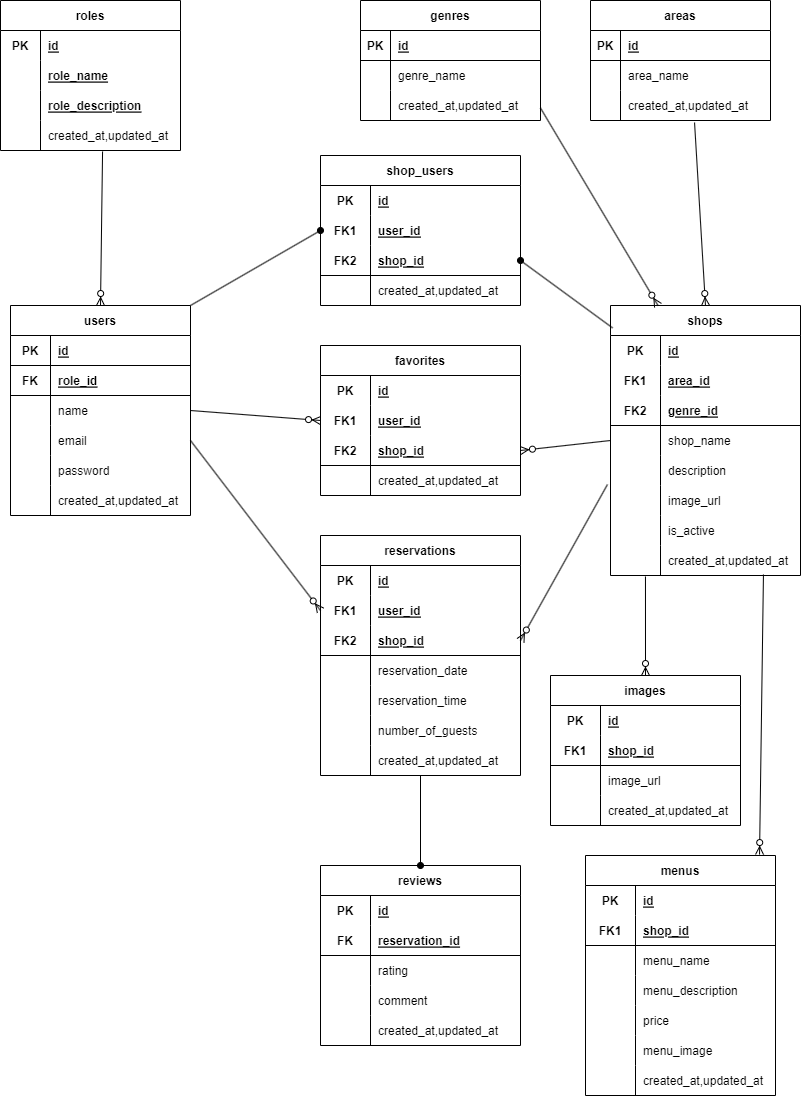 roles
PK id
role_name
role_description
created_at,updated_at
genres
PK id
genre_name
created_at,updated_at
areas
PK id
area_name
created_at,updated_at
shop_users
PK id
FK1 user_id
FK2 shop_id
created_at,updated_at
users
PK id
FK role_id
name
email
password
created_at,updated_at
favorites
PK id
FK1 user_id
FK2 shop_id
created_at,updated_at
shops
PK id
FK1 area_id
FK2 genre_id
shop_name
description
image_url
is_active
created_at,updated_at
reservations
PK id
FK1 user_id
FK2 shop_id
reservation_date
reservation_time
number_of_guests
created_at,updated_at
images
PK id
FK1 shop_id
image_url
created_at,updated_at
reviews
PK id
FK reservation_id
rating
comment
created_at,updated_at
menus
PK id
FK1 shop_id
menu_name
menu_description
price
menu_image
created_at,updated_at